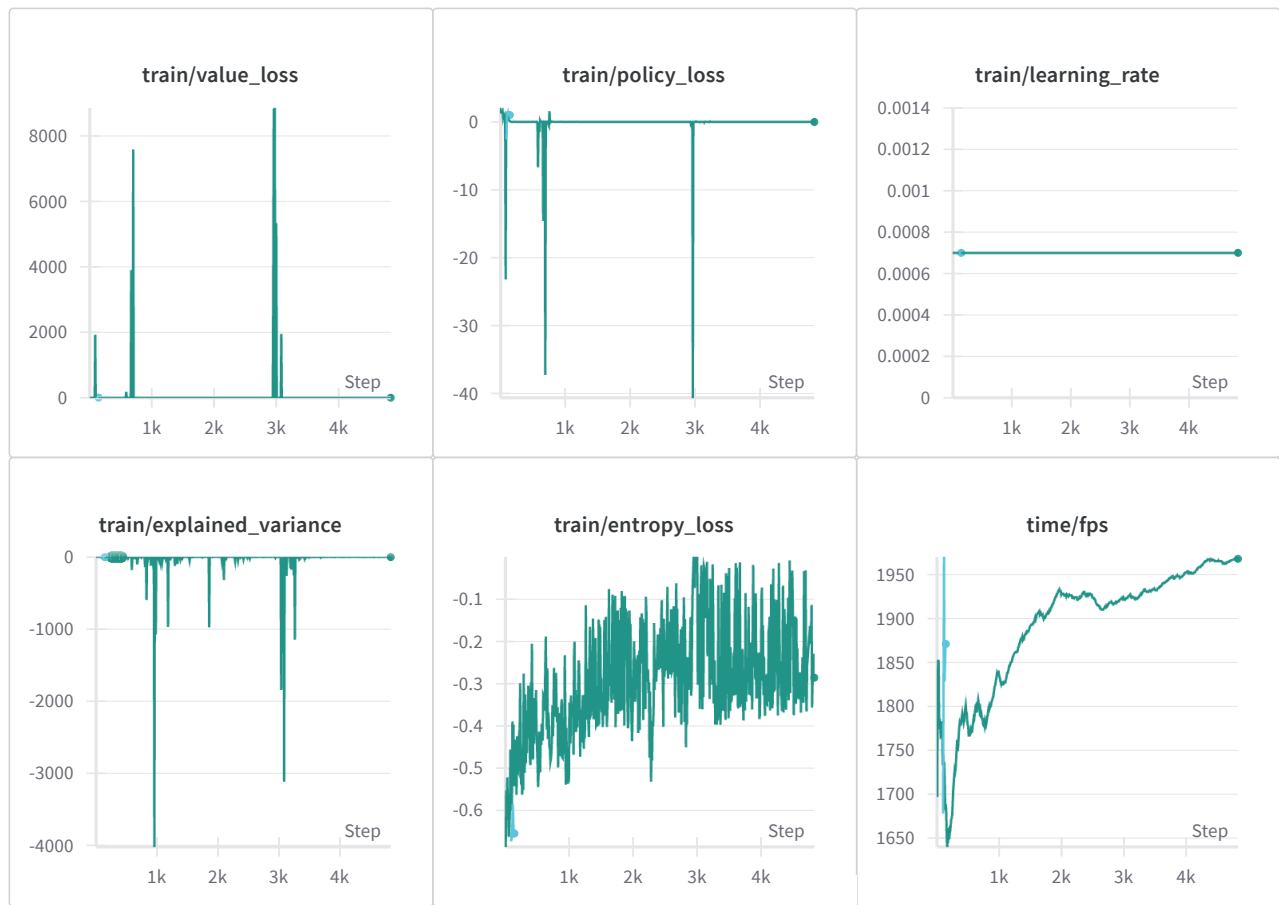 train/value_loss
8000
6000
4000
2000
0
Step
1k 2k 3k 4k
train/policy_loss
0
-10
-20
-30
-40
Step
1k 2k 3k 4k
train/learning_rate
0.0014
0.0012
0.001
0.0008
0.0006
0.0004
0.0002
0
Step
1k 2k 3k 4k
train/explained_variance
0
-1000
-2000
-3000
-4000
Step
1k 2k 3k 4k
train/entropy_loss
-0.1
-0.2
-0.3
-0.4
-0.5
-0.6
Step
1k 2k 3k 4k
time/fps
1950
1900
1850
1800
1750
1700
1650
Step
1k 2k 3k 4k